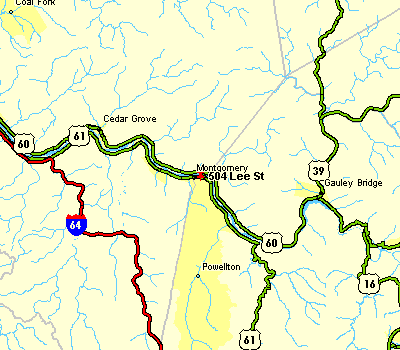 Coal Fork
Cedar Grove
61
60
Montgomery
504 Lee St
39
Gauley Bridge
64
60
Powellton
16
61